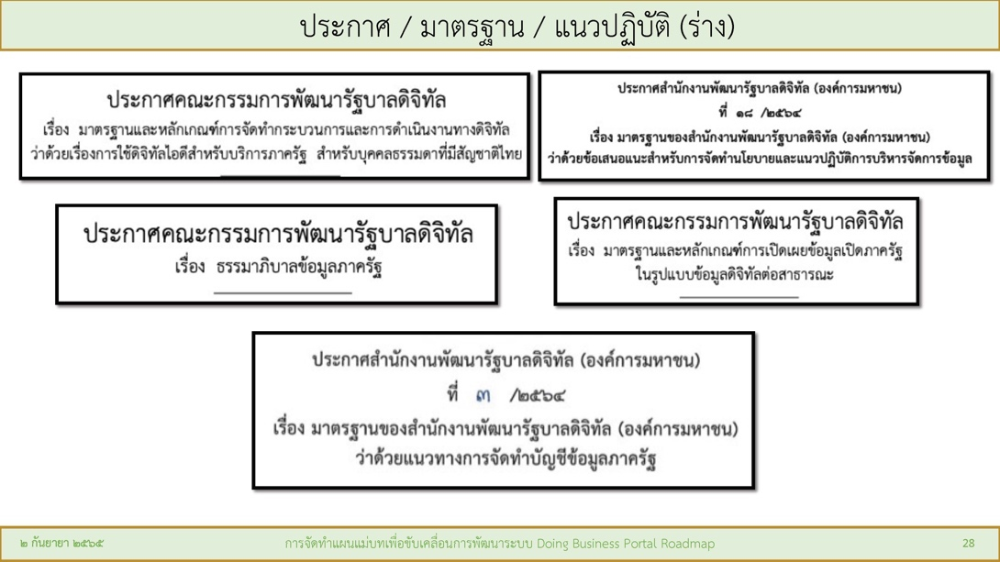 ประกาศ / มาตรฐาน / แนวปฏิบัติ (ร่าง)
ประกาศคณะกรรมการพัฒนารัฐบาลดิจิทัล
เรื่อง มาตรฐานและหลักเกณฑ์การจัดทำกระบวนการและการดำเนินงานทางดิจิทัล
ว่าด้วยเรื่องการใช้ดิจิทัลไอดีสำหรับบริการภาครัฐ สำหรับบุคคลธรรมดาที่มีสัญชาติไทย
ประกาศสำนักงานพัฒนารัฐบาลดิจิทัล (องค์การมหาชน)
ที่ ๑๘ /๒๕๖๔
เรื่อง มาตรฐานของสำนักงานพัฒนารัฐบาลดิจิทัล (องค์การมหาชน)
ว่าด้วยข้อเสนอแนะสำหรับการจัดทำนโยบายและแนวปฏิบัติการบริหารจัดการข้อมูล
ประกาศคณะกรรมการพัฒนารัฐบาลดิจิทัล
เรื่อง ธรรมาภิบาลข้อมูลภาครัฐ
ประกาศคณะกรรมการพัฒนารัฐบาลดิจิทัล
เรื่อง มาตรฐานและหลักเกณฑ์การเปิดเผยข้อมูลเปิดภาครัฐ
ในรูปแบบข้อมูลดิจิทัลต่อสาธารณะ
ประกาศสำนักงานพัฒนารัฐบาลดิจิทัล (องค์การมหาชน)
ที่ ๓ /๒๕๖๔
เรื่อง มาตรฐานของสำนักงานพัฒนารัฐบาลดิจิทัล (องค์การมหาชน)
ว่าด้วยแนวทางการจัดทำบัญชีข้อมูลภาครัฐ
๒ กันยายา ๒๕๖๕
การจัดทำแผนแม่บทเพื่อขับเคลื่อนการพัฒนาระบบ Doing Business Portal Roadmap
28